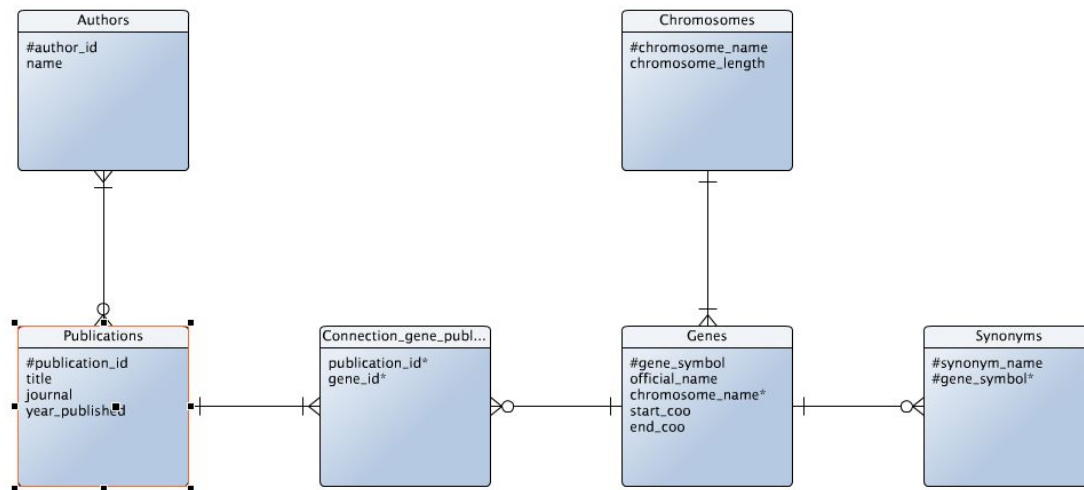 Authors
#author_id
name
Chromosomes
#chromosome_name
chromosome_length
Publications
#publication_id
title
journal
year_published
Connection_gene_publ...
publication_id*
gene_id*
Genes
#gene_symbol
official_name
chromosome_name*
start_coo
end_coo
Synonyms
#synonym_name
#gene_symbol*